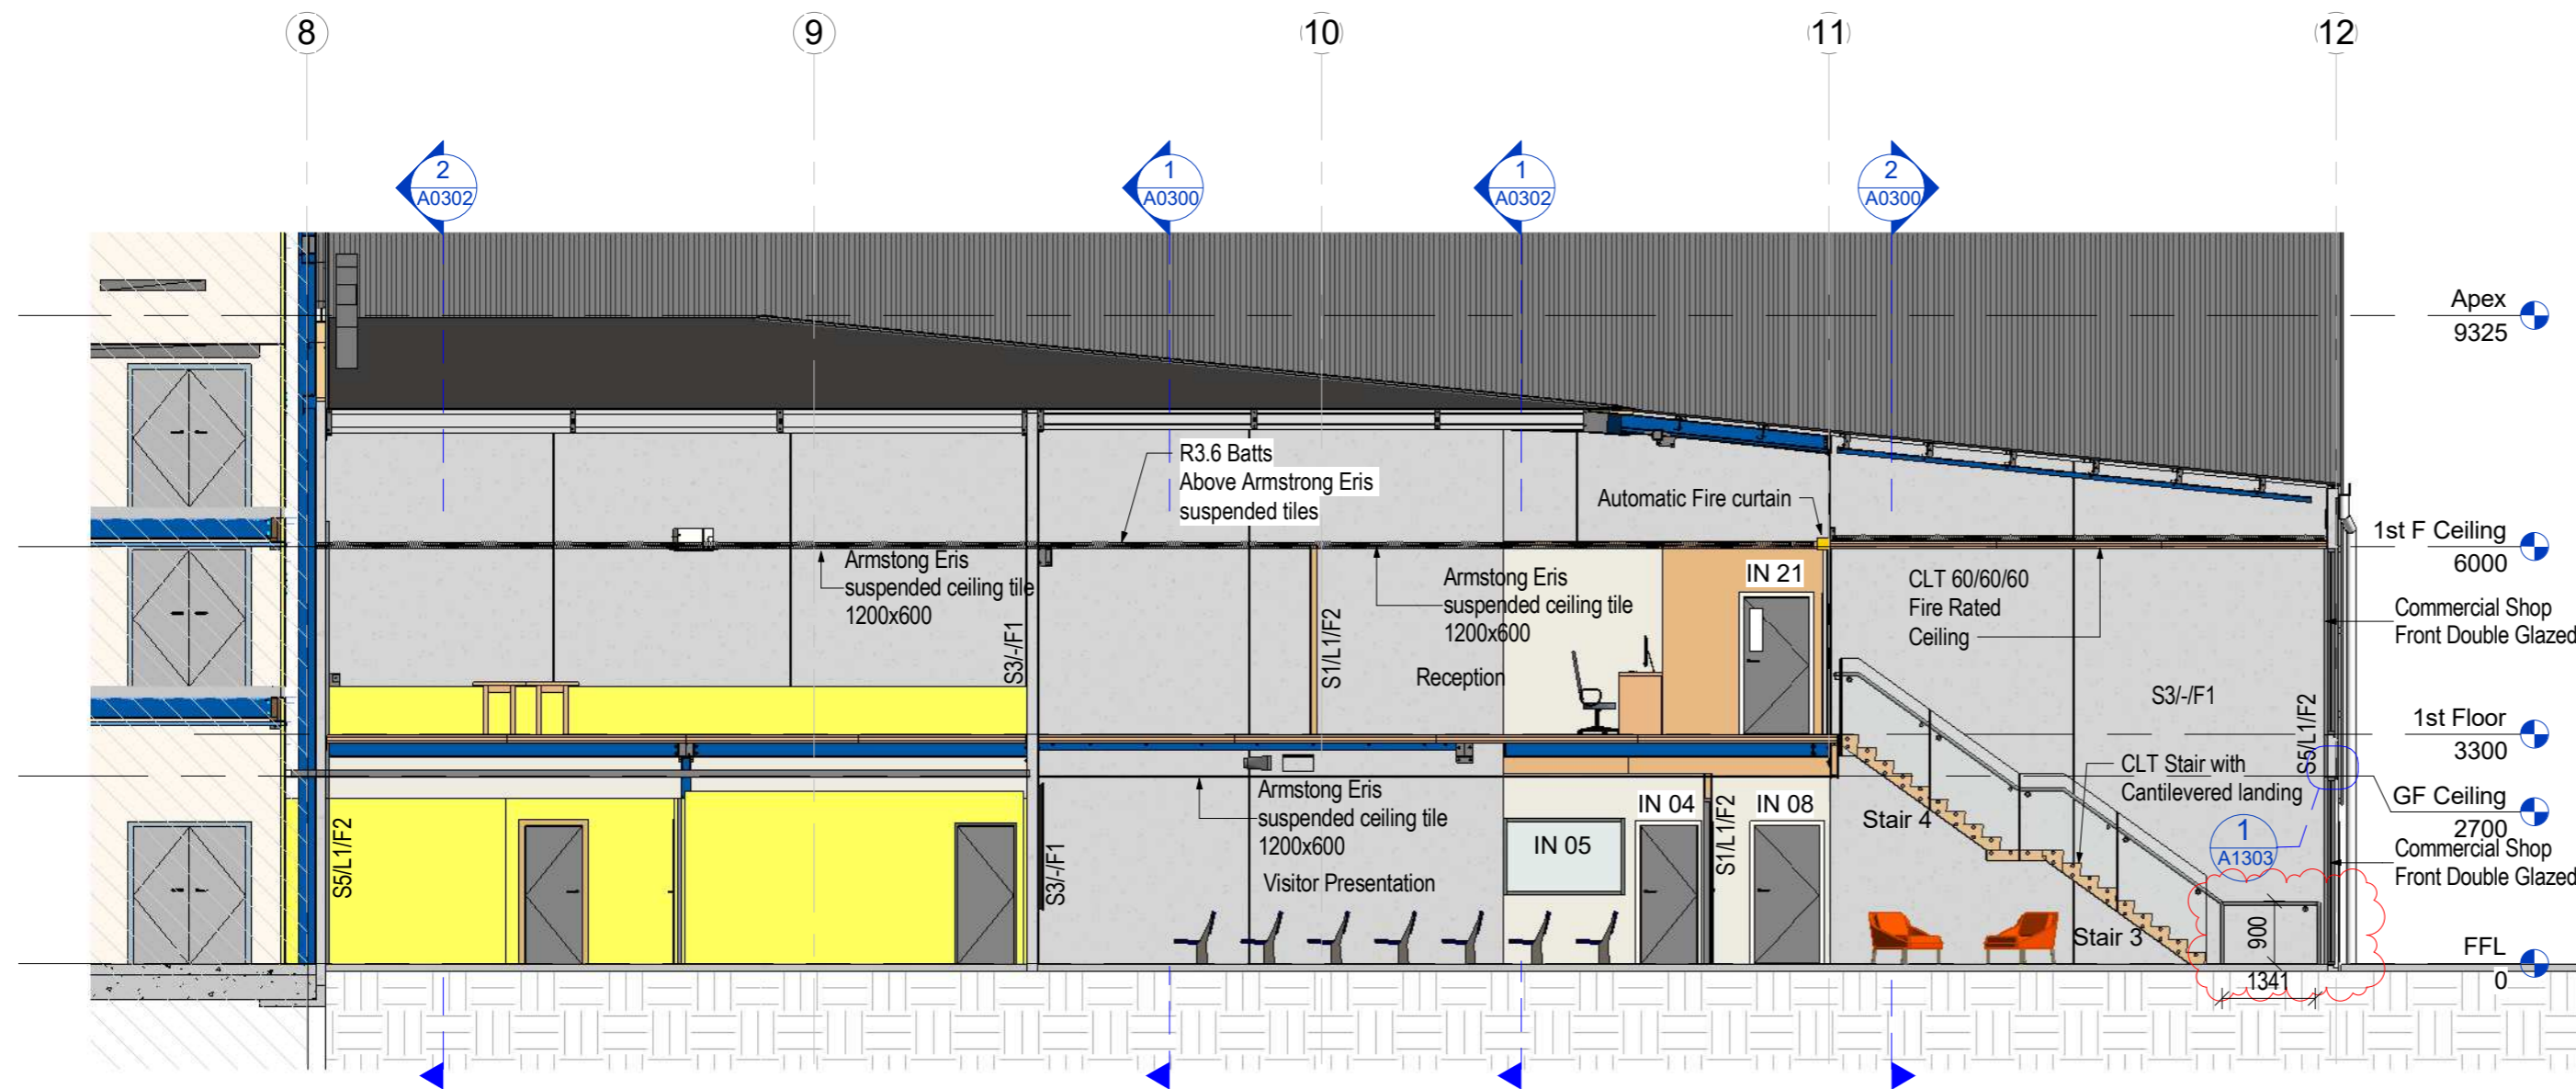 8
9
10
11
12
2
A0302
1
A0300
1
A0302
2
A0300
Apex
9325
R3.6 Batts
Above Armstrong Eris
suspended tiles
Automatic Fire curtain
1st F Ceiling
6000
Armstong Eris
suspended ceiling tile
1200x600
Armstong Eris
suspended ceiling tile
1200x600
IN 21
CLT 60/60/60
Fire Rated
Ceiling
Commercial Shop
Front Double Glazed
S3/-/F1
S1/L1/F2
Reception
S3/-/F1
S5/L1/F2
1st Floor
3300
CLT Stair with
Cantilevered landing
GF Ceiling
2700
Armstong Eris
suspended ceiling tile
1200x600
IN 04
IN 08
Stair 4
1
A1303
Commercial Shop
Front Double Glazed
S5/L1/F2
S3/-/F1
IN 05
S1/L1/F2
Visitor Presentation
Stair 3
900
FFL
0
1341